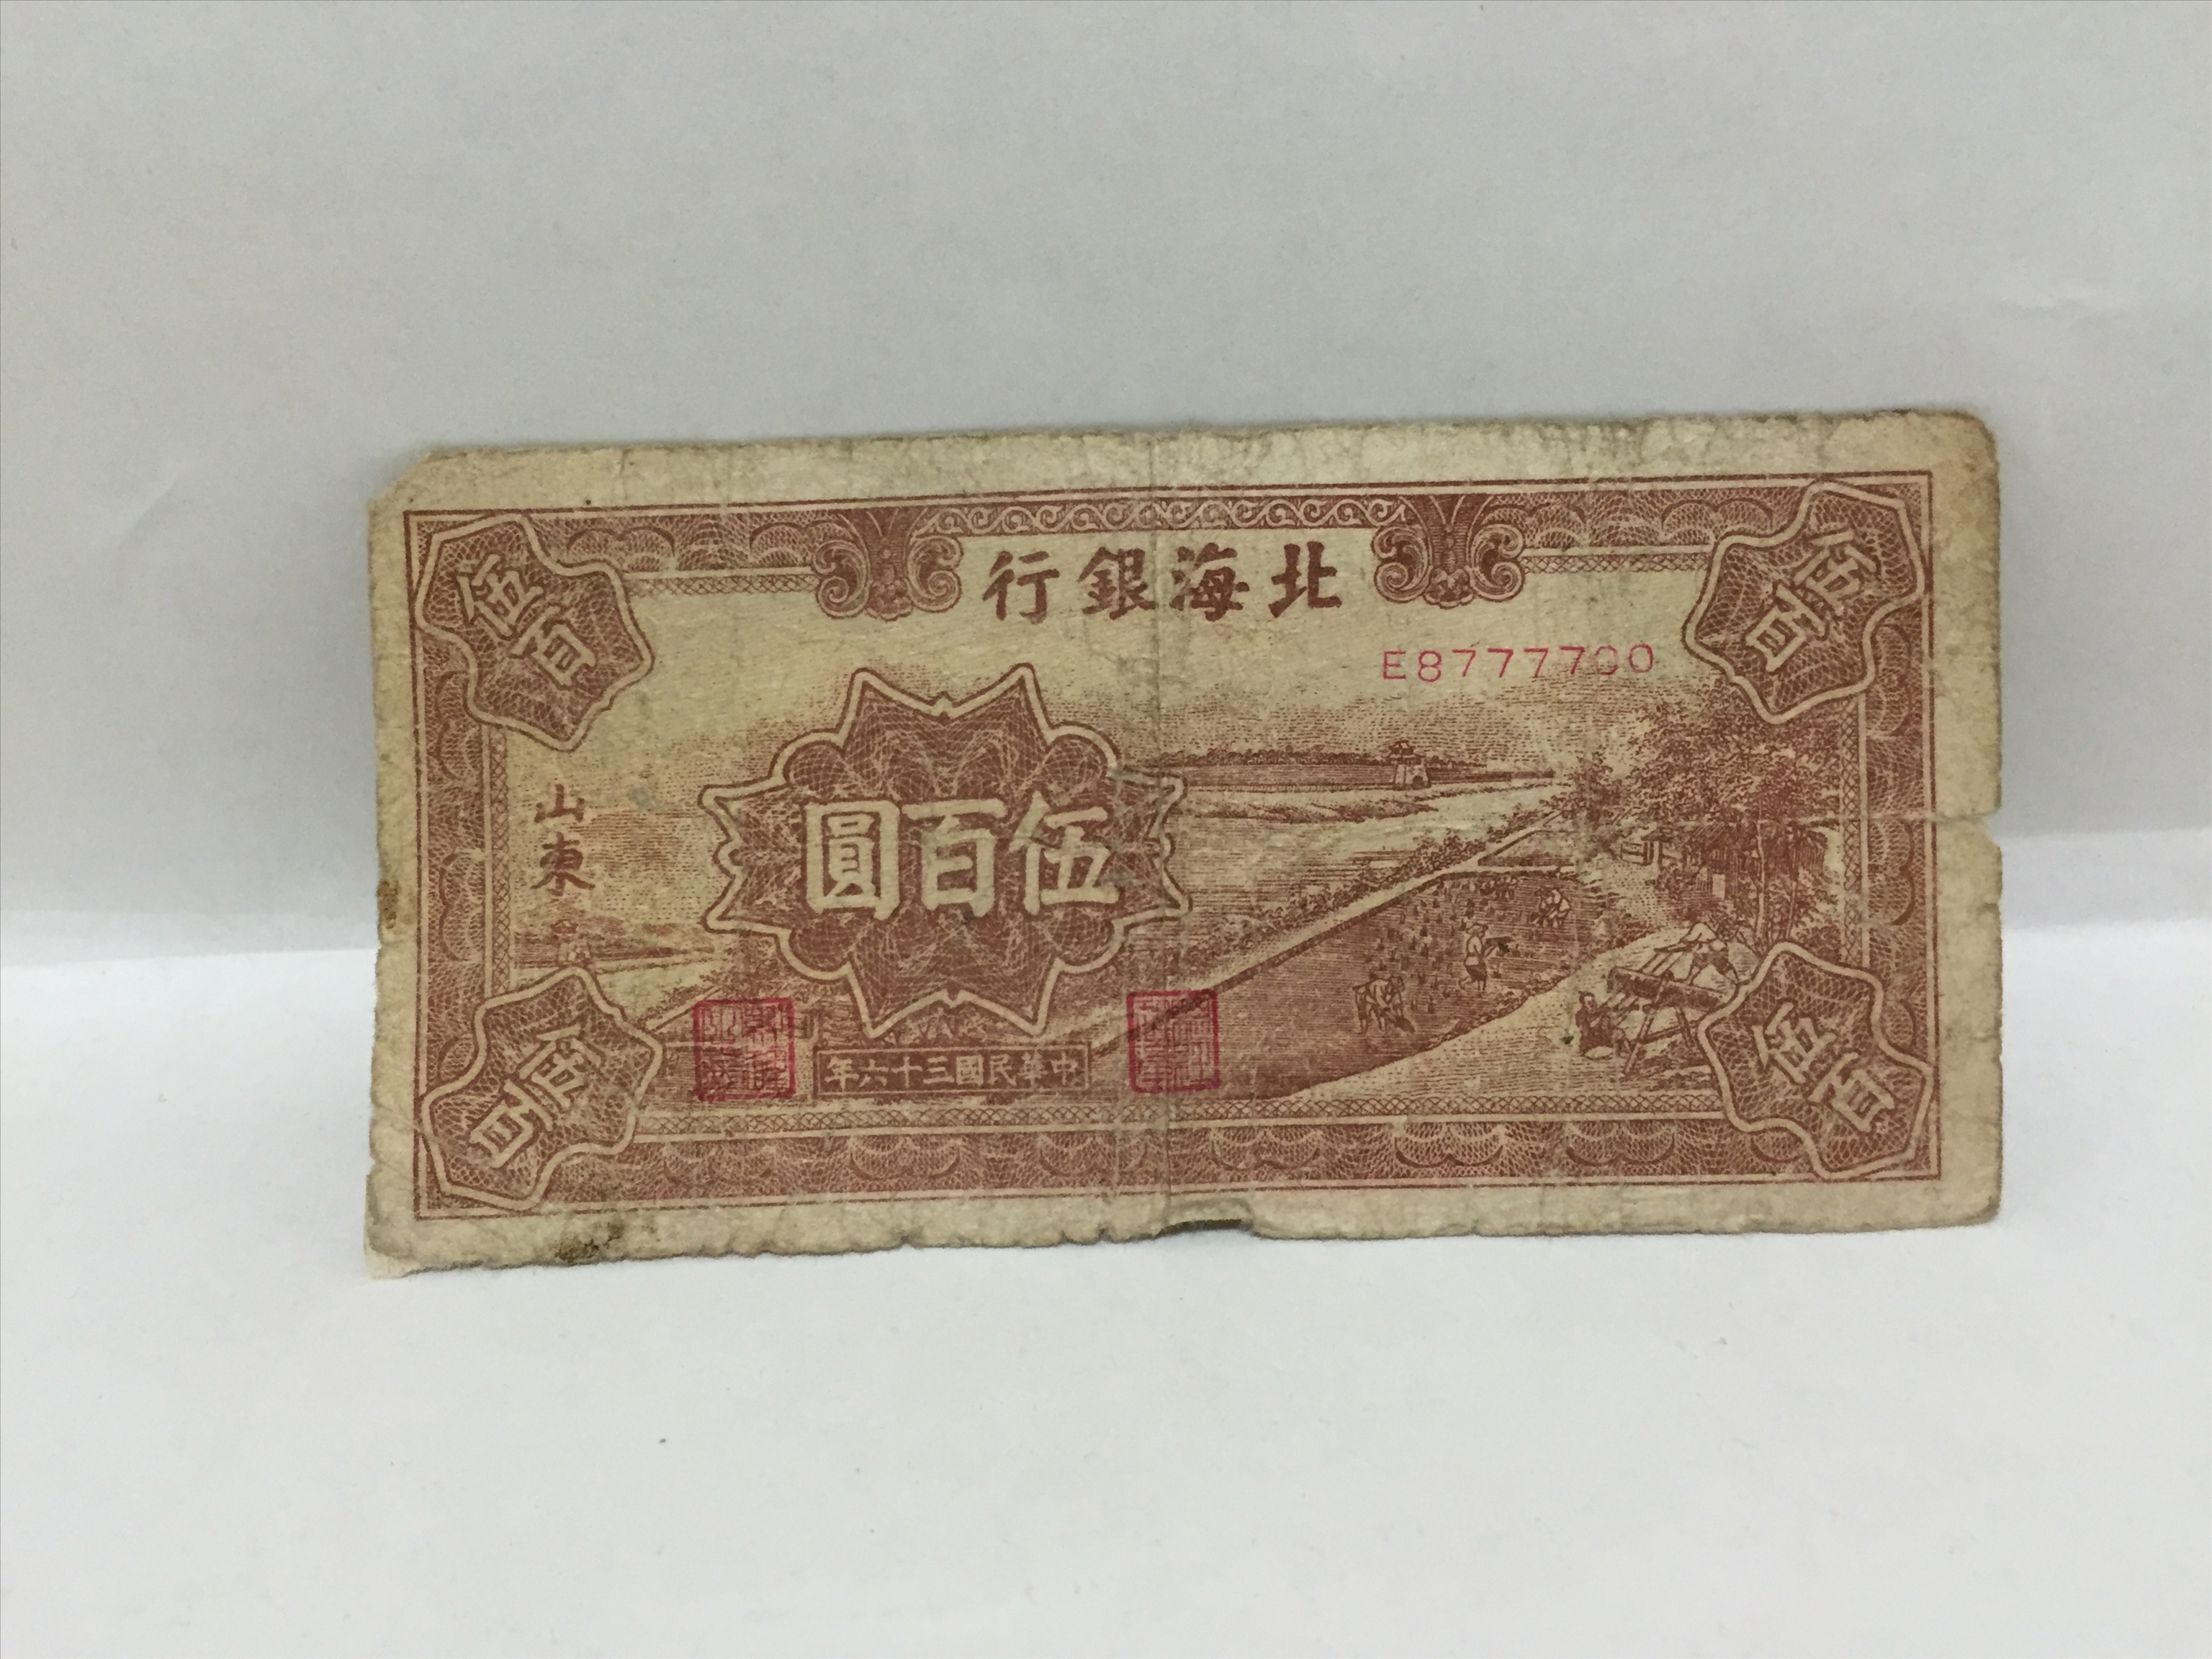 北海銀行
E8777700
伍百
伍百
山東
伍百圓
中華民國三十六年
伍百
伍百